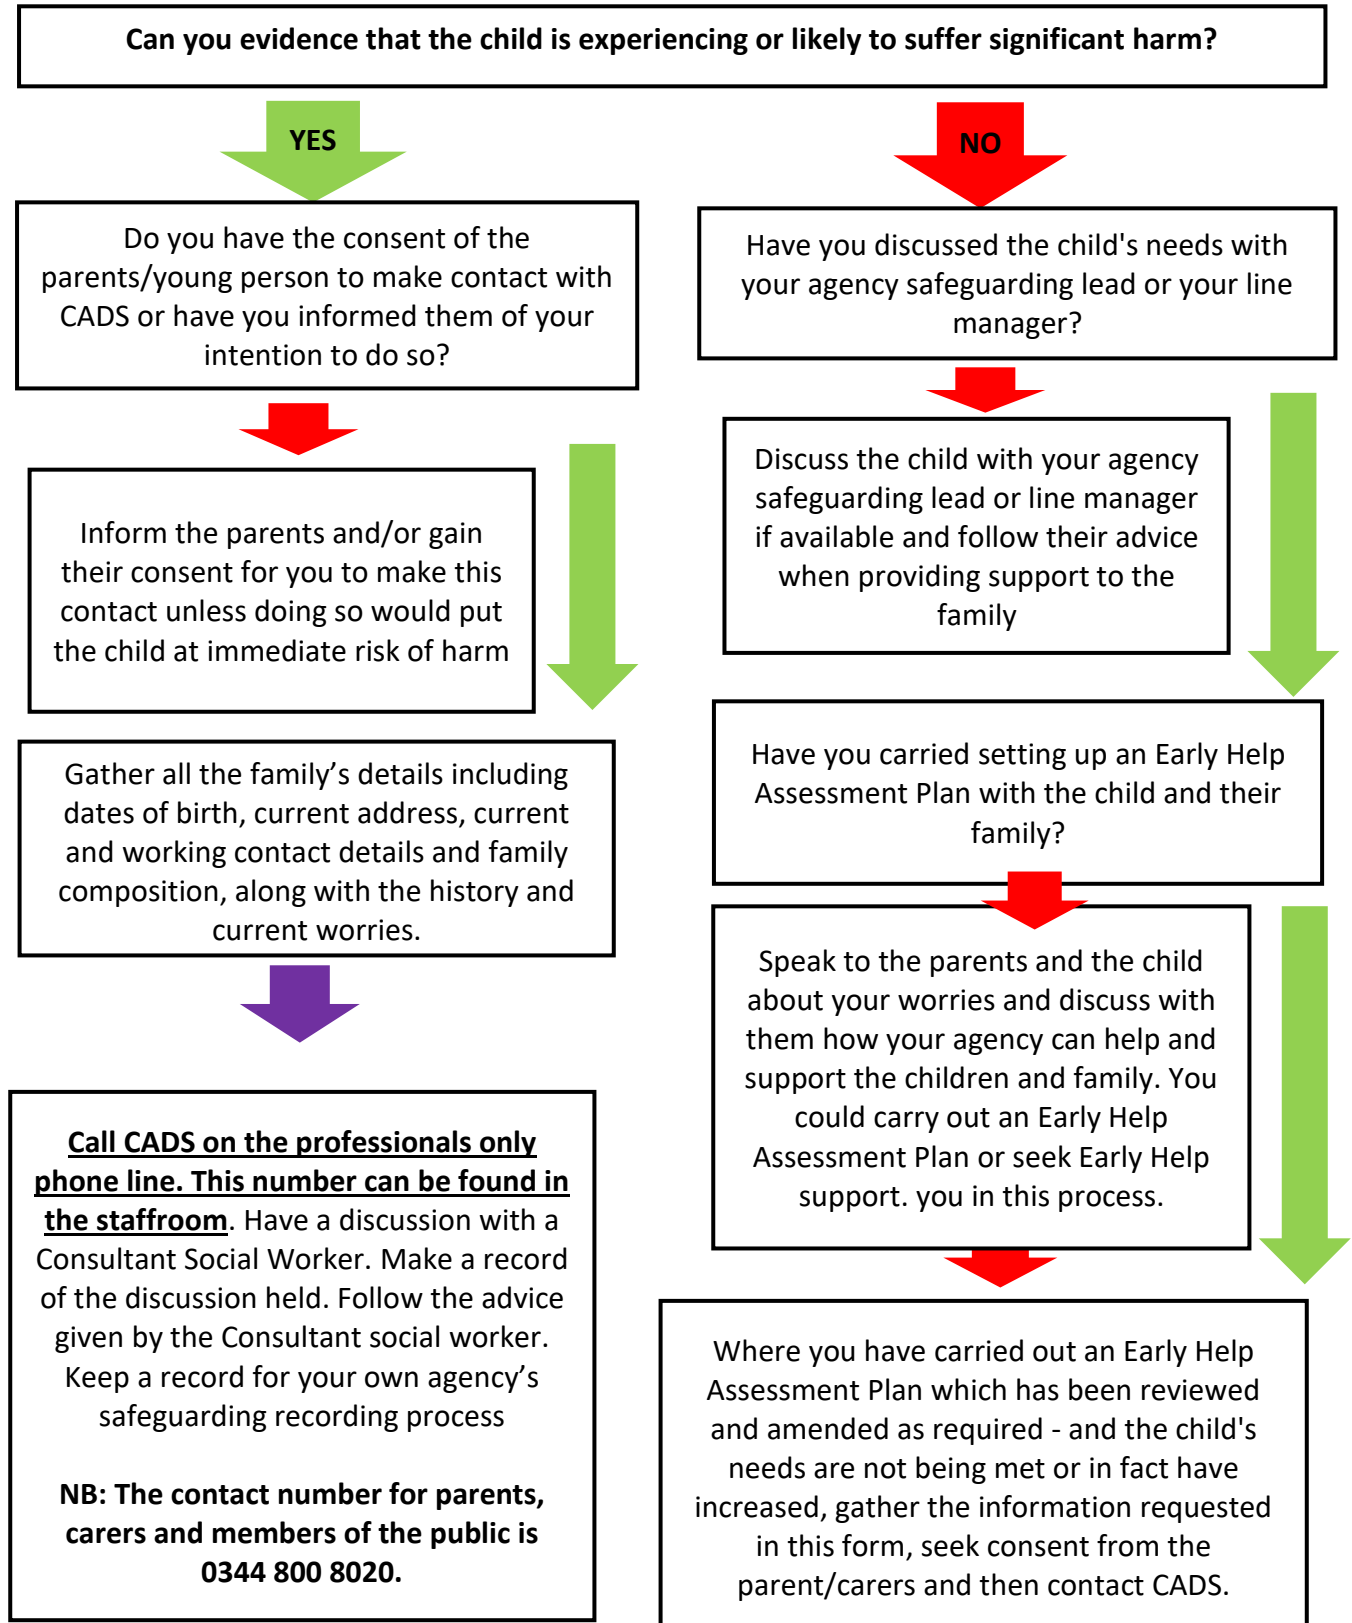 Can you evidence that the child is experiencing or likely to suffer significant harm?
YES
NO
Do you have the consent of the
parents/young person to make contact with
CADS or have you informed them of your
intention to do so?
Have you discussed the child's needs with
your agency safeguarding lead or your line
manager?
Inform the parents and/or gain
their consent for you to make this
contact unless doing so would put
the child at immediate risk of harm
Discuss the child with your agency
safeguarding lead or line manager
if available and follow their advice
when providing support to the
family
Gather all the family’s details including
dates of birth, current address, current
and working contact details and family
composition, along with the history and
current worries.
Have you carried setting up an Early Help
Assessment Plan with the child and their
family?
Speak to the parents and the child
about your worries and discuss with
them how your agency can help and
support the children and family. You
could carry out an Early Help
Assessment Plan or seek Early Help
support. you in this process.
Call CADS on the professionals only
phone line. This number can be found in
the staffroom. Have a discussion with a
Consultant Social Worker. Make a record
of the discussion held. Follow the advice
given by the Consultant social worker.
Keep a record for your own agency’s
safeguarding recording process
NB: The contact number for parents,
carers and members of the public is
0344 800 8020.
Where you have carried out an Early Help
Assessment Plan which has been reviewed
and amended as required - and the child's
needs are not being met or in fact have
increased, gather the information requested
in this form, seek consent from the
parent/carers and then contact CADS.